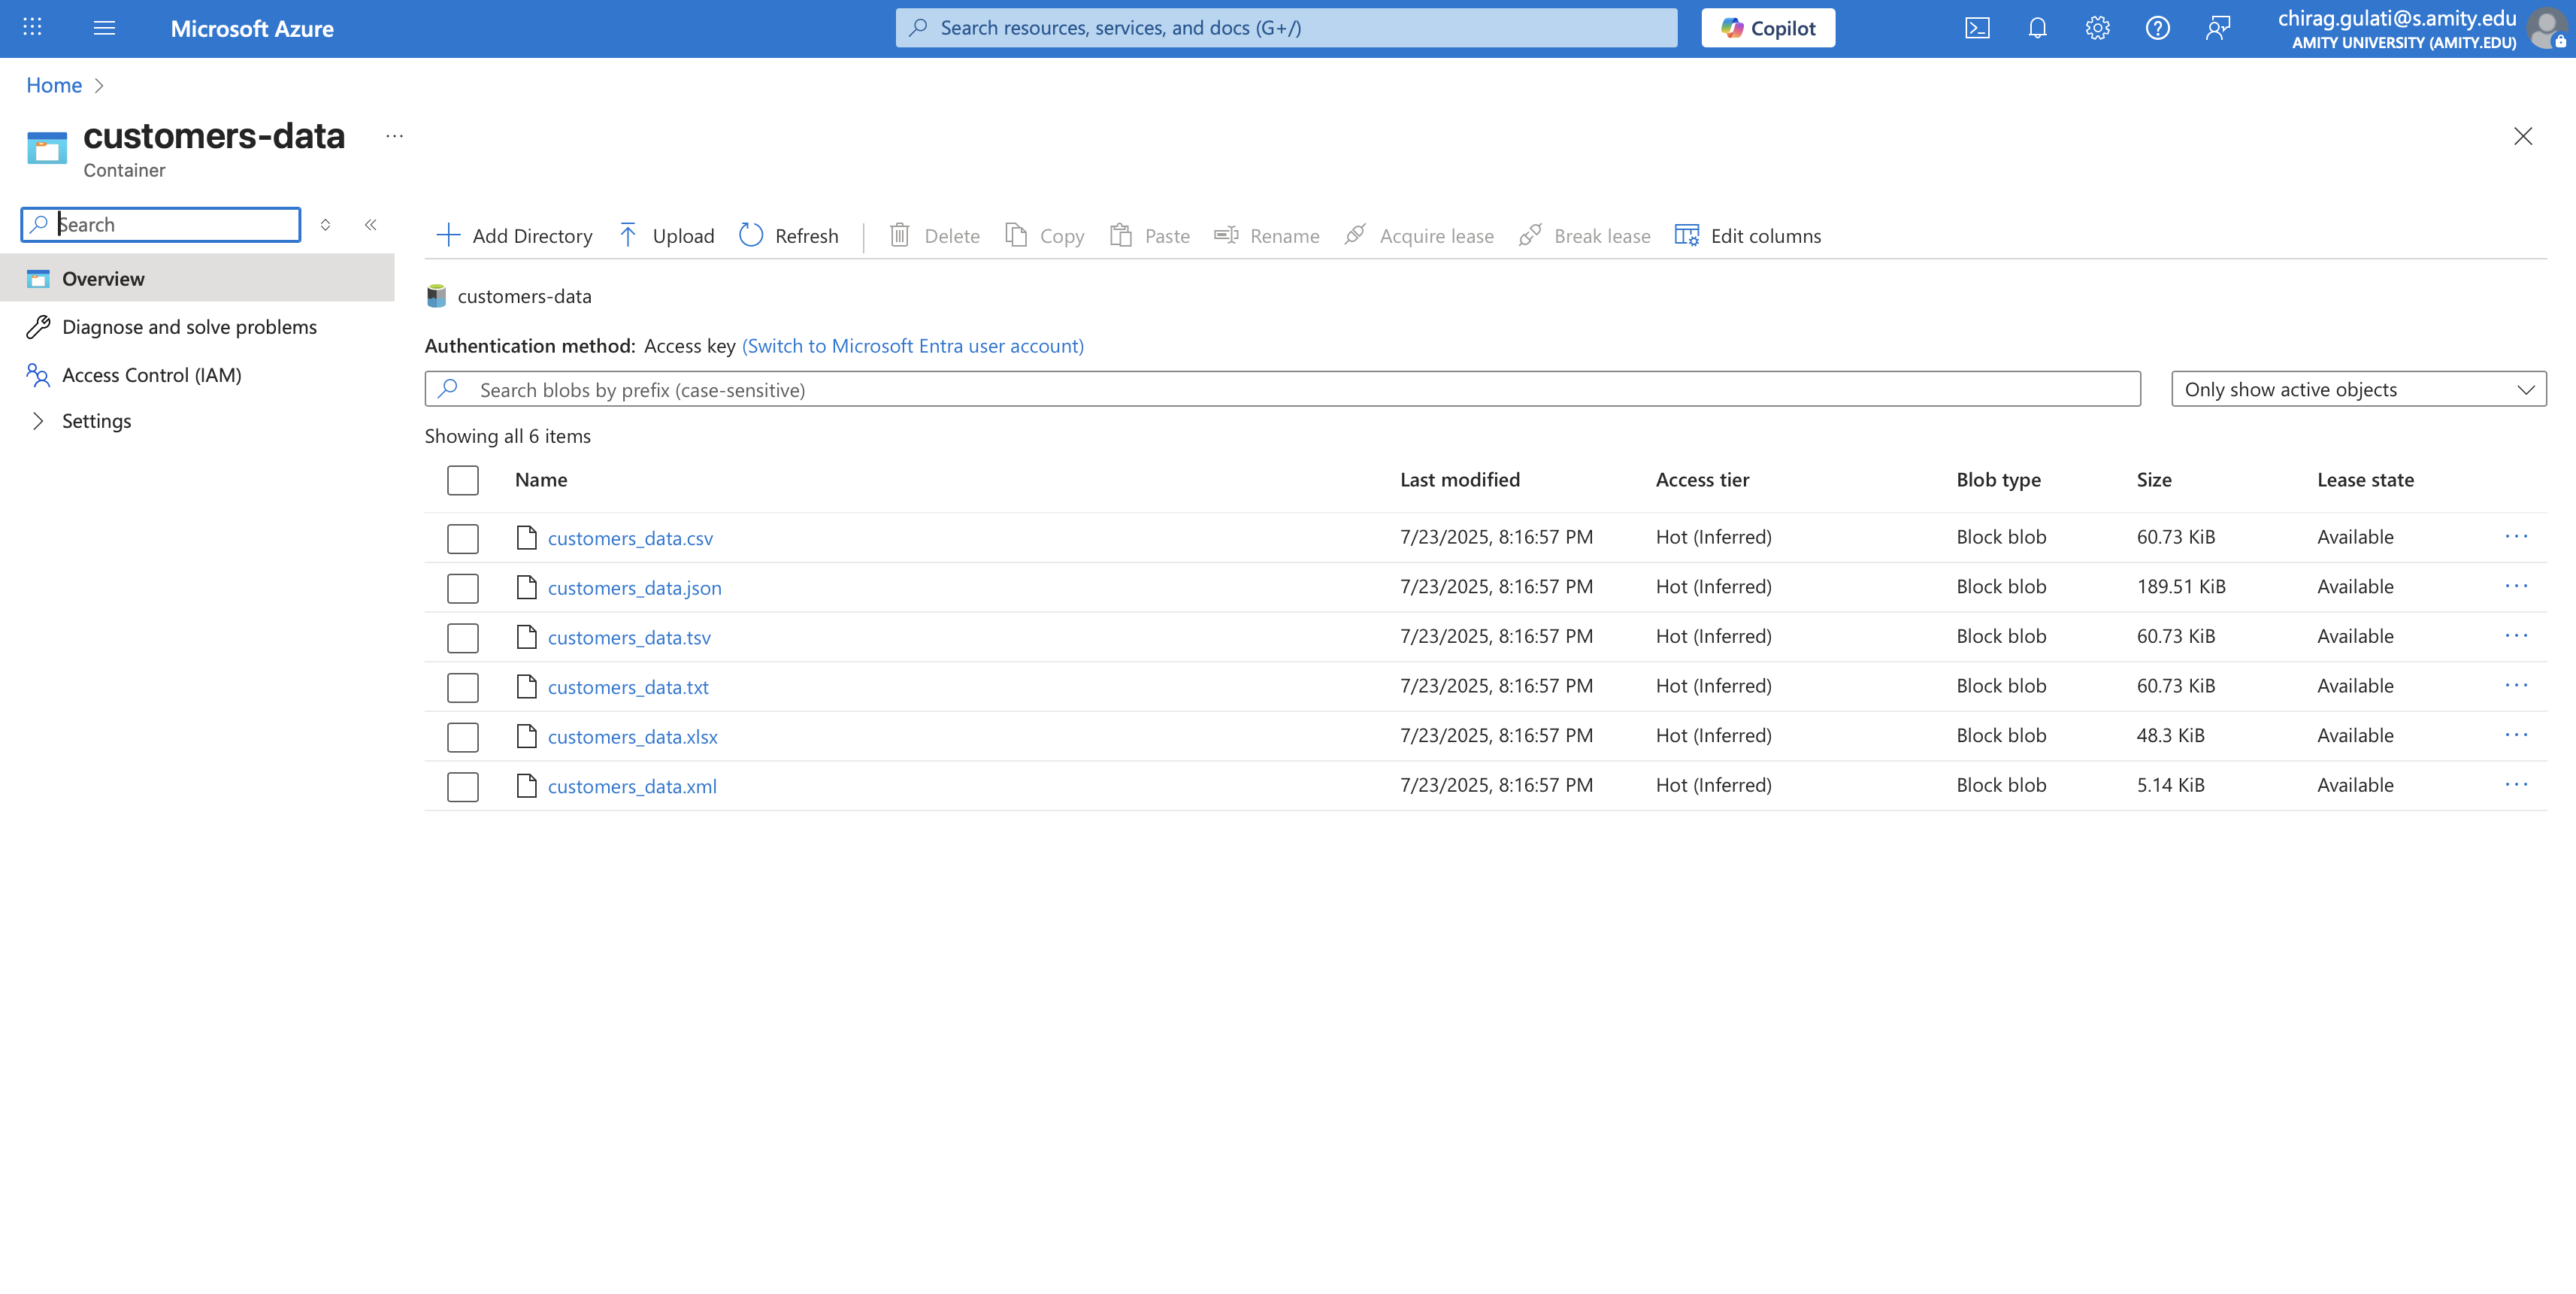 Microsoft Azure
Search resources, services, and docs (G+/)
Copilot
chirag.gulati@s.amity.edu
AMITY UNIVERSITY (AMITY.EDU)
Home
customers-data
Container
Search
Add Directory
Upload
Refresh
Delete
Copy
Paste
Rename
Acquire lease
Break lease
Edit columns
Overview
Diagnose and solve problems
Access Control (IAM)
Settings
customers-data
Authentication method: Access key (Switch to Microsoft Entra user account)
Search blobs by prefix (case-sensitive)
Only show active objects
Showing all 6 items
Name Last modified Access tier Blob type Size Lease state
customers_data.csv 7/23/2025, 8:16:57 PM Hot (Inferred) Block blob 60.73 KiB Available
customers_data.json 7/23/2025, 8:16:57 PM Hot (Inferred) Block blob 189.51 KiB Available
customers_data.tsv 7/23/2025, 8:16:57 PM Hot (Inferred) Block blob 60.73 KiB Available
customers_data.txt 7/23/2025, 8:16:57 PM Hot (Inferred) Block blob 60.73 KiB Available
customers_data.xlsx 7/23/2025, 8:16:57 PM Hot (Inferred) Block blob 48.3 KiB Available
customers_data.xml 7/23/2025, 8:16:57 PM Hot (Inferred) Block blob 5.14 KiB Available